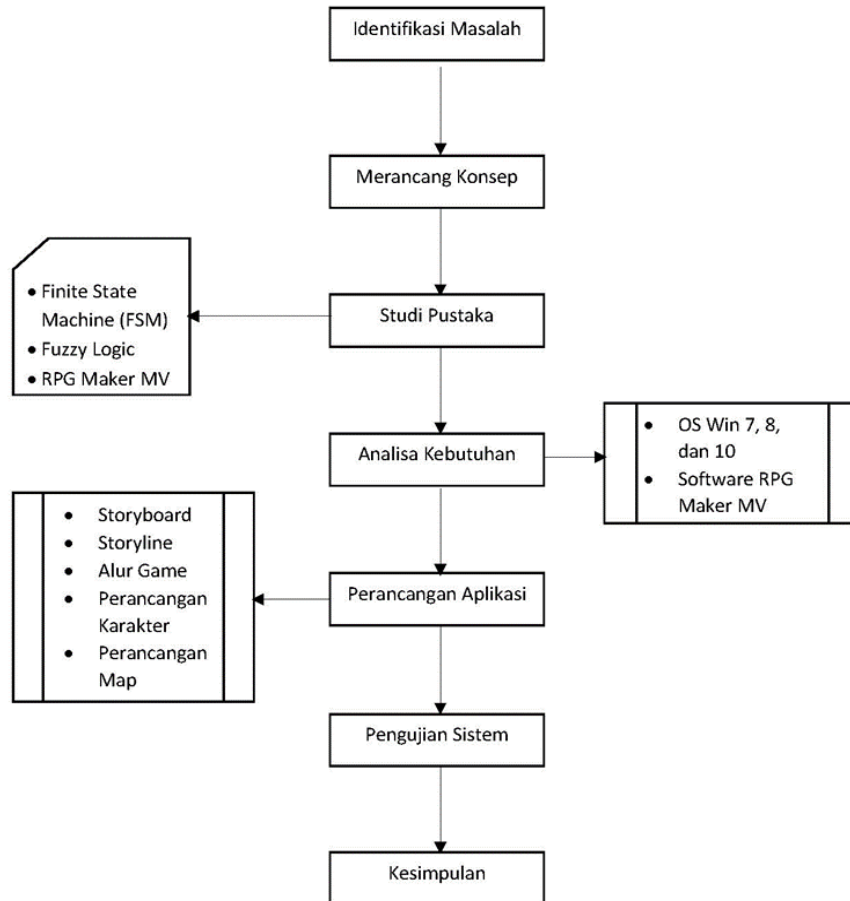 Identifikasi Masalah
Merancang Konsep
Studi Pustaka
• Finite State
Machine (FSM)
• Fuzzy Logic
• RPG Maker MV
Analisa Kebutuhan
• OS Win 7, 8,
dan 10
• Software RPG
Maker MV
Perancangan Aplikasi
• Storyboard
• Storyline
• Alur Game
• Perancangan
Karakter
• Perancangan
Map
Pengujian Sistem
Kesimpulan